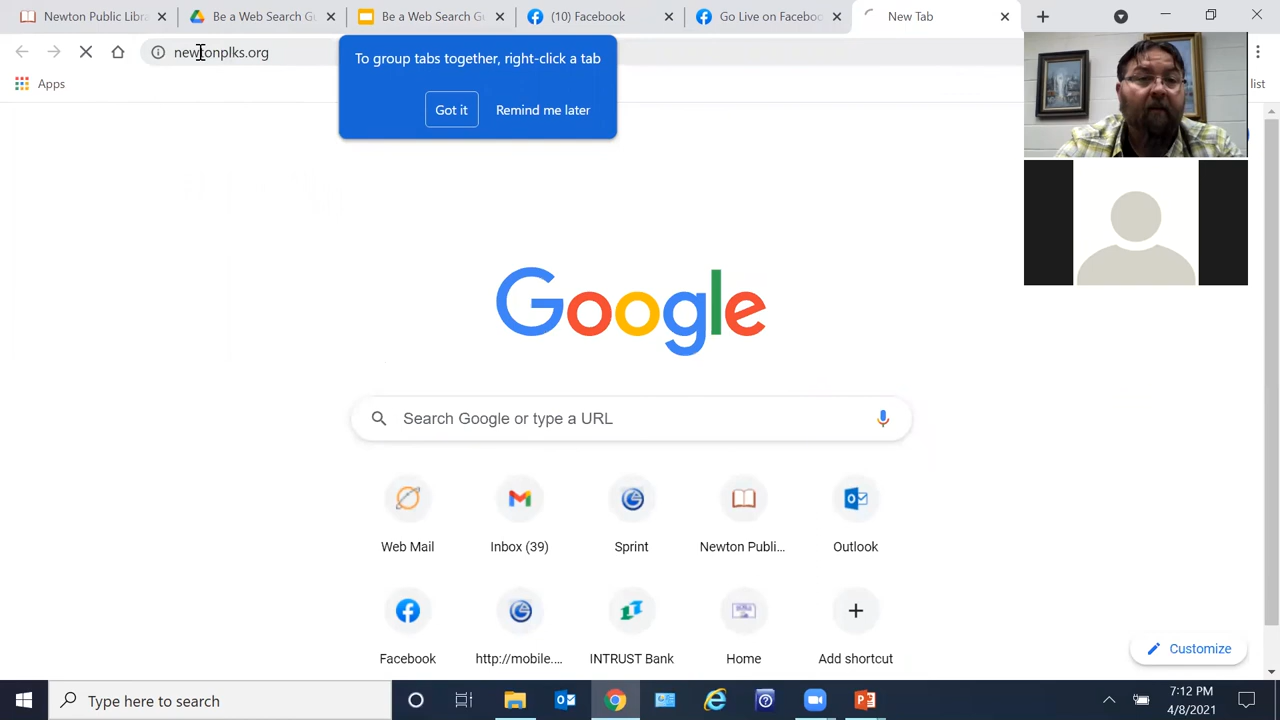 Newton Public Libra
Be a Web Search G
Be a Web Search Gu
(10) Facebook
Go Live on Facebook
New Tab
newtonplks.org
To group tabs together, right-click a tab
Got it
Remind me later
Apps
list
Google
Search Google or type a URL
Web Mail
Inbox (39)
Sprint
Newton Publi...
Outlook
Facebook
http://mobile....
INTRUST Bank
Home
Add shortcut
Customize
Type here to search
7:12 PM
4/8/2021